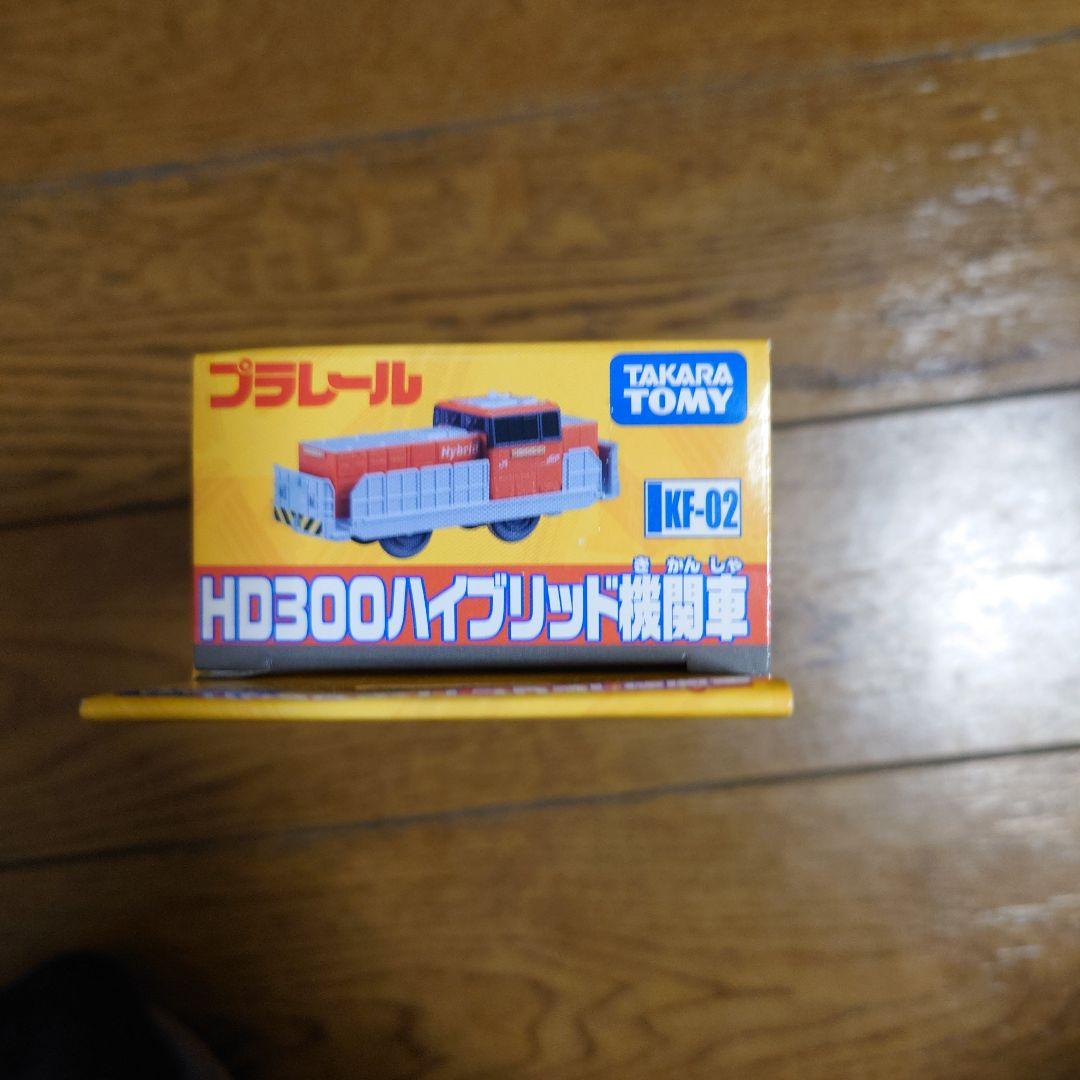 プラレール
TAKARA
TOMY
Hybrid
KF-02
き かん しゃ
HD300ハイブリッド機関車